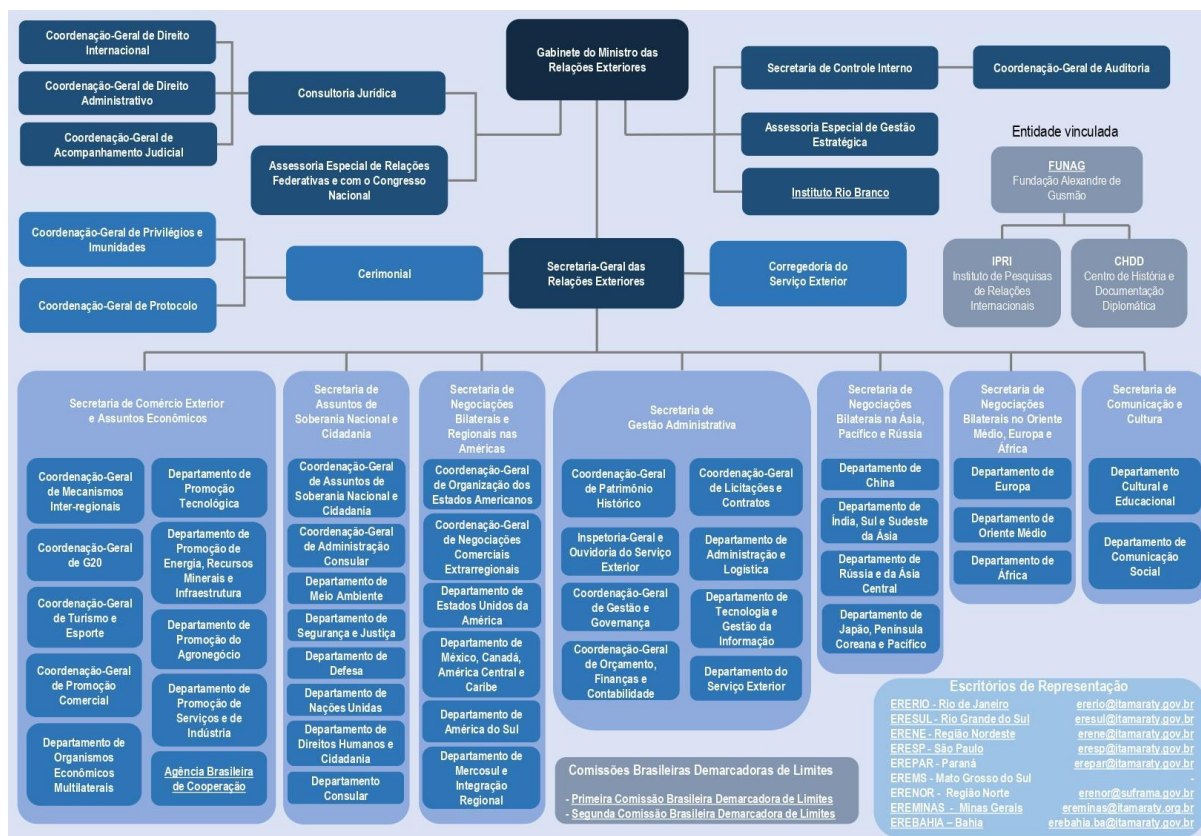 Coordenação-Geral de Direito
Internacional
Coordenação-Geral de Direito
Administrativo
Coordenação-Geral de
Acompanhamento Judicial
Consultoria Jurídica
Assessoria Especial de Relações
Federativas e com o Congresso
Nacional
Gabinete do Ministro das
Relações Exteriores
Secretaria de Controle Interno
Coordenação-Geral de Auditoria
Assessoria Especial de Gestão
Estratégica
Instituto Rio Branco
Entidade vinculada
FUNAG
Fundação Alexandre de
Gusmão
IPRI
Instituto de Pesquisas
de Relações
Internacionais
CHDD
Centro de História e
Documentação
Diplomática
Coordenação-Geral de Privilégios e
Imunidades
Coordenação-Geral de Protocolo
Cerimonial
Secretaria-Geral das
Relações Exteriores
Corregedoria do
Serviço Exterior
Secretaria de Comércio Exterior
e Assuntos Econômicos
Coordenação-Geral
de Mecanismos
Inter-regionais
Coordenação-Geral
de G20
Coordenação-Geral
de Turismo e
Esporte
Coordenação-Geral
de Promoção
Comercial
Departamento de
Organismos
Econômicos
Multilaterais
Departamento de
Promoção
Tecnológica
Departamento de
Promoção de
Energia, Recursos
Minerais e
Infraestrutura
Departamento de
Promoção do
Agronegócio
Departamento de
Promoção de
Serviços e de
Indústria
Agência Brasileira
de Cooperação
Secretaria de
Assuntos de
Soberania Nacional e
Cidadania
Coordenação-Geral
de Assuntos de
Soberania Nacional e
Cidadania
Coordenação-Geral
de Administração
Consular
Departamento de
Meio Ambiente
Departamento de
Segurança e Justiça
Departamento de
Defesa
Departamento de
Nações Unidas
Departamento de
Direitos Humanos e
Cidadania
Departamento
Consular
Secretaria de
Negociações
Bilaterais e
Regionais nas
Américas
Coordenação-Geral
de Organização dos
Estados Americanos
Coordenação-Geral
de Negociações
Comerciais
Extrarregionais
Departamento de
Estados Unidos da
América
Departamento de
México, Canadá,
América Central e
Caribe
Departamento de
América do Sul
Departamento de
Mercosul e
Integração
Regional
Secretaria de
Gestão Administrativa
Coordenação-Geral
de Patrimônio
Histórico
Inspetoria-Geral e
Ouvidoria do Serviço
Exterior
Coordenação-Geral
de Gestão e
Governança
Coordenação-Geral
de Orçamento,
Finanças e
Contabilidade
Coordenação-Geral
de Licitações e
Contratos
Departamento de
Administração e
Logística
Departamento de
Tecnologia e
Gestão da
Informação
Departamento do
Serviço Exterior
Secretaria de
Negociações
Bilaterais na Ásia,
Pacífico e Rússia
Departamento de
China
Departamento de
Índia, Sul e Sudeste
da Ásia
Departamento de
Rússia e da Ásia
Central
Departamento de
Japão, Península
Coreana e Pacífico
Secretaria de
Negociações
Bilaterais no Oriente
Médio, Europa e
África
Departamento de
Europa
Departamento de
Oriente Médio
Departamento de
África
Secretaria de
Comunicação e
Cultura
Departamento
Cultural e
Educacional
Departamento de
Comunicação
Social
Comissões Brasileiras Demarcadoras de Limites
- Primeira Comissão Brasileira Demarcadora de Limites
- Segunda Comissão Brasileira Demarcadora de Limites
Escritórios de Representação
ERERIO - Rio de Janeiro ererio@itamaraty.gov.br
ERESUL - Rio Grande do Sul eresul@itamaraty.gov.br
ERENE - Região Nordeste erene@itamaraty.gov.br
ERESP - São Paulo eresp@itamaraty.gov.br
EREPAR - Paraná erepar@itamaraty.gov.br
EREMS - Mato Grosso do Sul -
ERENOR - Região Norte erenor@suframa.gov.br
EREMINAS - Minas Gerais ereminas@itamaraty.org.br
EREBAHIA – Bahia erebahia.ba@itamaraty.gov.br